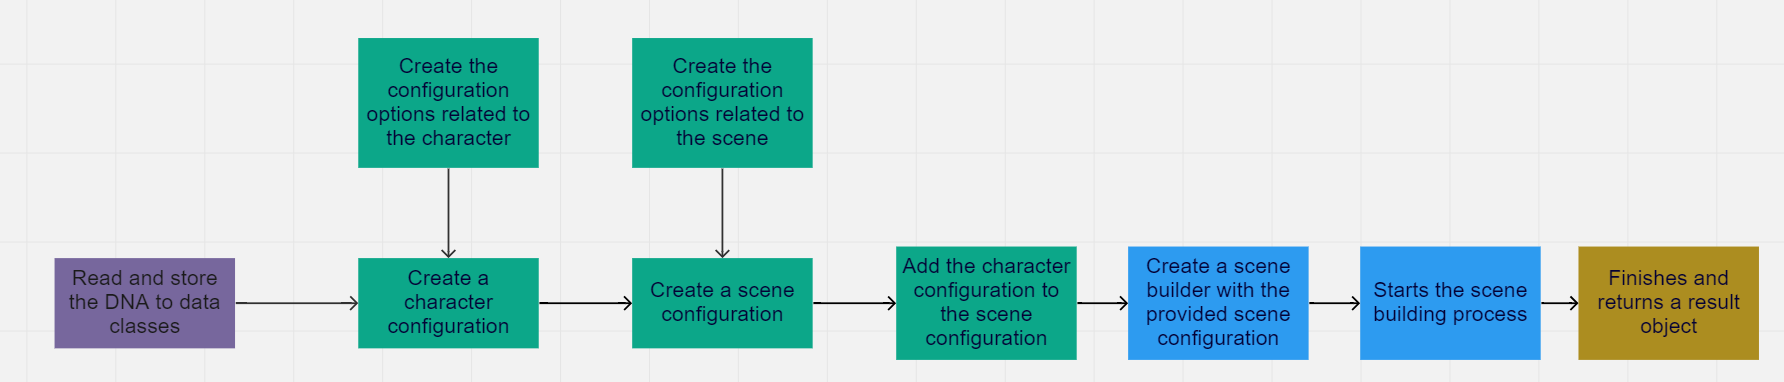 Create the
configuration
options related to
the character
Create the
configuration
options related to
the scene
Read and store
the DNA to data
classes
Create a
character
configuration
Create a scene
configuration
Add the character
configuration to
the scene
configuration
Create a scene
builder with the
provided scene
configuration
Starts the scene
building process
Finishes and
returns a result
object